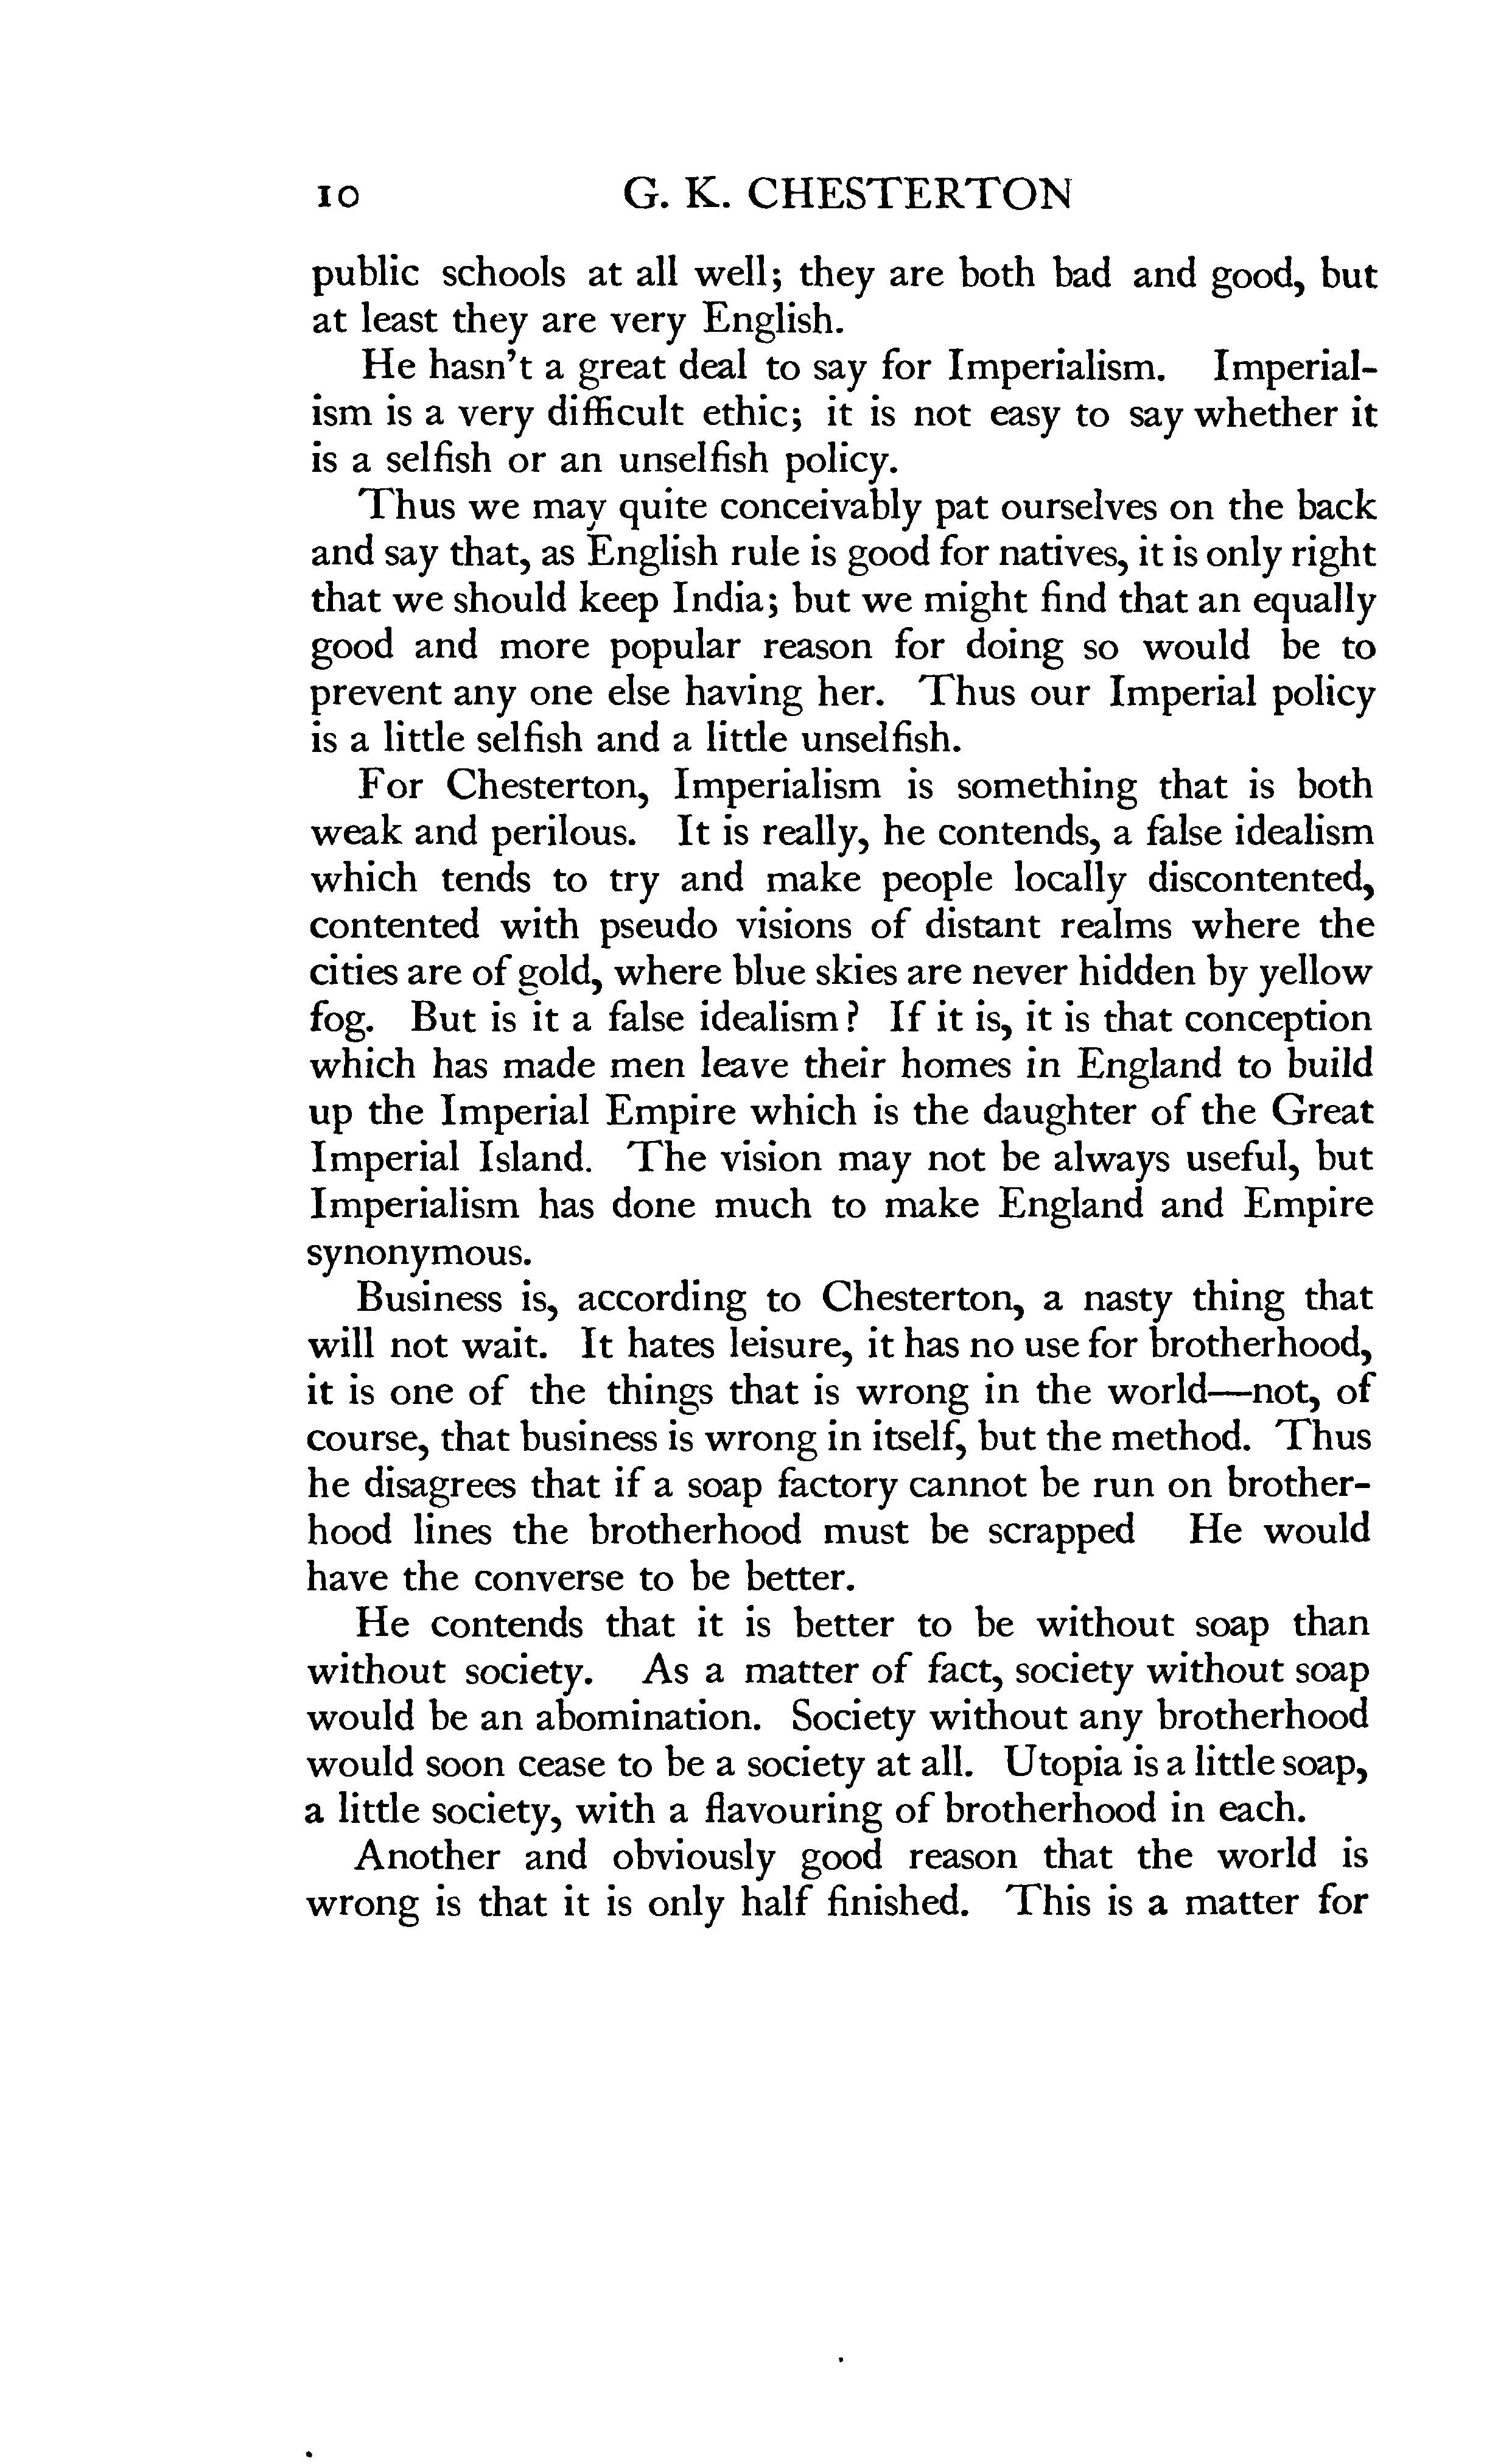 10 G. K. CHESTERTON
public schools at all well; they are both bad and good, but
at least they are very English.
He hasn't a great deal to say for Imperialism. Imperial-
ism is a very difficult ethic; it is not easy to say whether it
is a selfish or an unselfish policy.
Thus we may quite conceivably pat ourselves on the back
and say that, as English rule is good for natives, it is only right
that we should keep India; but we might find that an equally
good and more popular reason for doing so would be to
prevent any one else having her. Thus our Imperial policy
is a little selfish and a little unselfish.
For Chesterton, Imperialism is something that is both
weak and perilous. It is really, he contends, a false idealism
which tends to try and make people locally discontented,
contented with pseudo visions of distant realms where the
cities are of gold, where blue skies are never hidden by yellow
fog. But is it a false idealism? If it is, it is that conception
which has made men leave their homes in England to build
up the Imperial Empire which is the daughter of the Great
Imperial Island. The vision may not be always useful, but
Imperialism has done much to make England and Empire
synonymous.
Business is, according to Chesterton, a nasty thing that
will not wait. It hates leisure, it has no use for brotherhood,
it is one of the things that is wrong in the world—not, of
course, that business is wrong in itself, but the method. Thus
he disagrees that if a soap factory cannot be run on brother-
hood lines the brotherhood must be scrapped He would
have the converse to be better.
He contends that it is better to be without soap than
without society. As a matter of fact, society without soap
would be an abomination. Society without any brotherhood
would soon cease to be a society at all. Utopia is a little soap,
a little society, with a flavouring of brotherhood in each.
Another and obviously good reason that the world is
wrong is that it is only half finished. This is a matter for